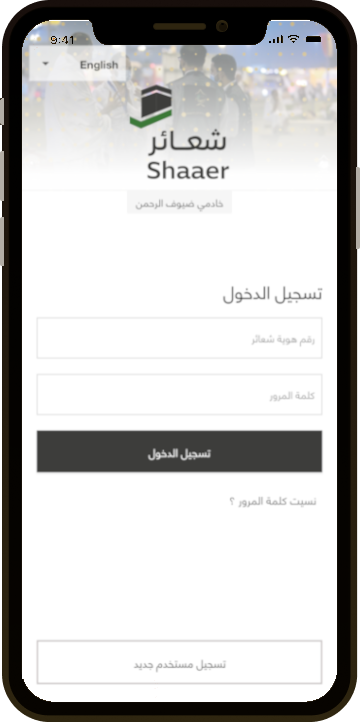 9:41
English
شعائر
Shaaer
خادمي ضيوف الرحمن
تسجيل الدخول
رقم هوية شعائر
كلمة المرور
تسجيل الدخول
نسيت كلمة المرور ؟
تسجيل مستخدم جديد